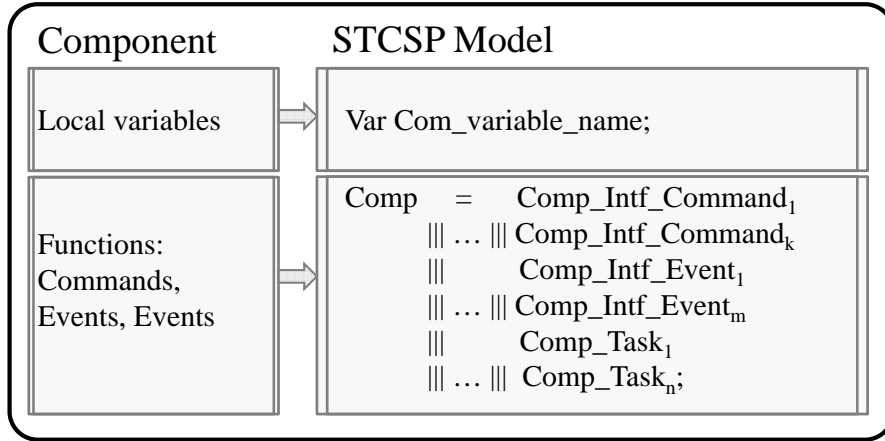 Component
STCSP Model
Local variables
Var Com_variable_name;
Functions:
Commands,
Events, Events
Comp = Comp_Intf_Command₁
||| … ||| Comp_Intf_Commandₖ
||| Comp_Intf_Event₁
||| … ||| Comp_Intf_Eventₘ
||| Comp_Task₁
||| … ||| Comp_Taskₙ;